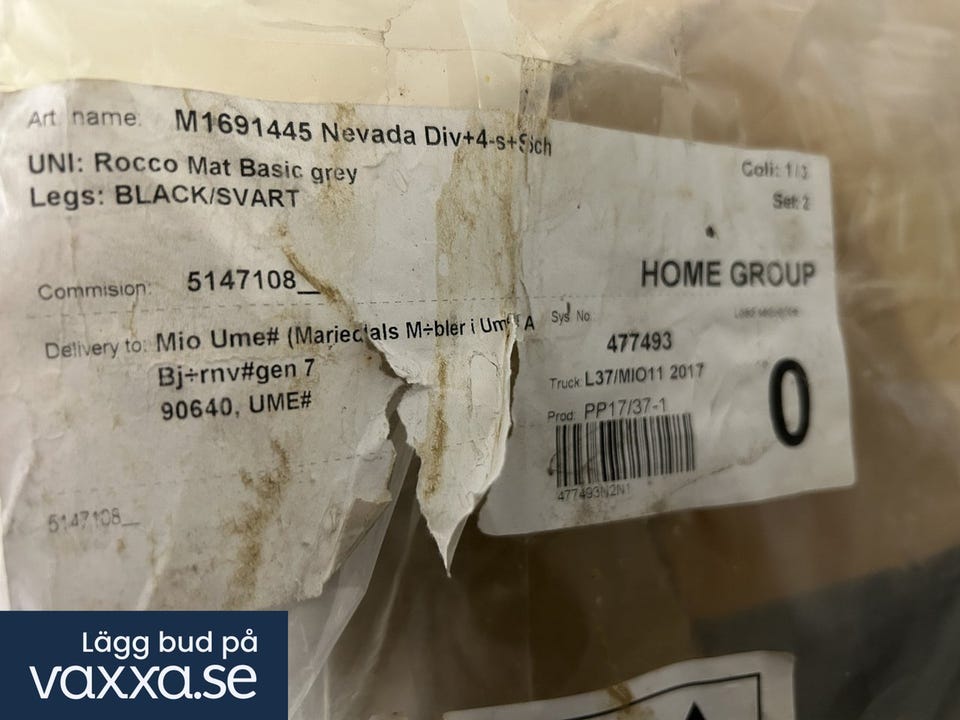 Art. name: M1691445 Nevada Div+4-s+Sch
UNI: Rocco Mat Basic grey
Legs: BLACK/SVART
Coli: 1/3
Set: 2
Commision: 5147108_
HOME GROUP
Delivery to: Mio Ume# (Mariedals M÷bler i Um# A
Bj÷rnv#gen 7
90640, UME#
Sys No
Load sequence
477493
Truck: L37/MIO11 2017
0
Prod: PP17/37-1
477493N2N1
5147108_
Lägg bud på
vaxxa.se